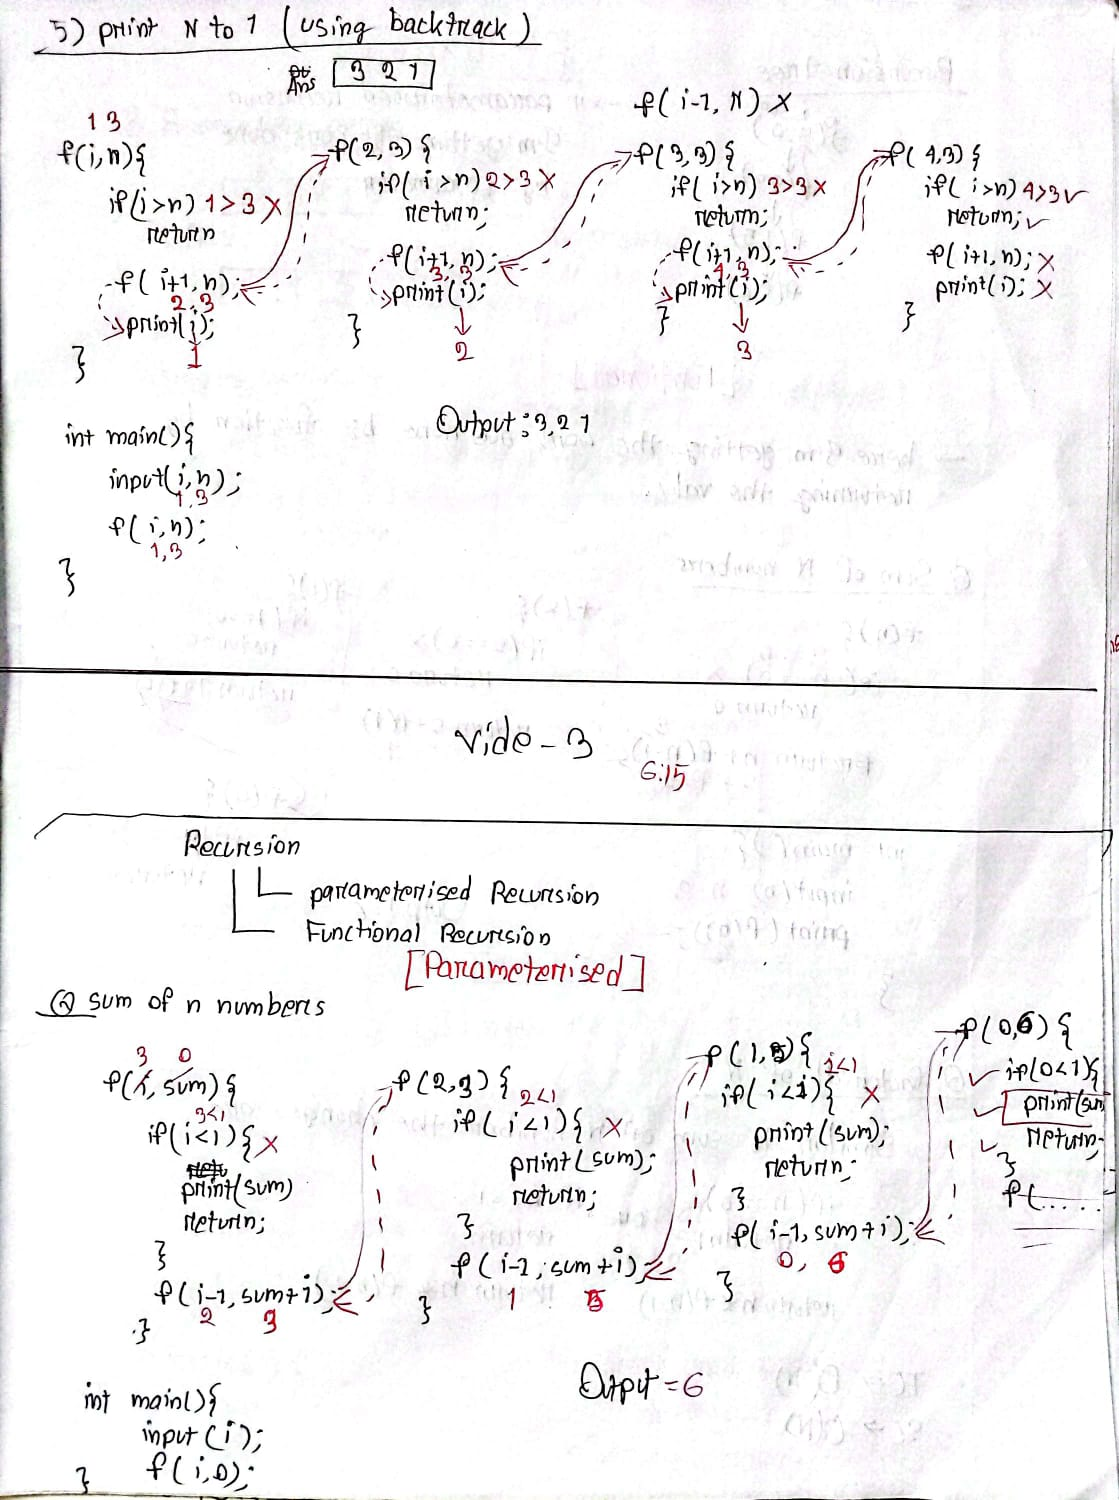 5) print N to 1 (using backtrack)
Ans 3 2 1
f( i-1, N) X
1 3
f(i,n){
if(i>n) 1>3 X
return
f( i+1, n);
2,3
print(i);
1
}
f(2,3) {
if( i>n) 2>3 X
return;
f(i+1, n);
3, 3
print(i);
}
2
f(3,3) {
if( i>n) 3>3 X
return;
f(i+1, n);
4,3
print(i);
}
3
f( 4,3) {
if( i>n) 4>3 ✓
return; ✓
f( i+1, n); X
print(i); X
}
Output: 3,2 1
int main(){
input(i,n);
1,3
f( i,n);
1,3
}
Vide - 3
6:15
Recursion
parameterised Recursion
Functional Recursion
[Parameterised]
Q sum of n numbers
3 0
f(i, sum) {
3<1
if(i<1) { X
print(sum)
return;
}
f( i-1, sum+i);
2 3
}
f(2,3) {
2<1
if( i<1) { X
print(sum);
return;
}
f( i-1, sum+i);
1 5
}
f( 1,5) {
1<1
if( i<1) { X
print(sum);
return;
}
f( i-1, sum+i);
0, 6
}
f(0,6) {
✓ if(0<1){
✓ print(sum
✓ return;
}
f(.....
int main(){
input (i);
f( i,0);
}
Otput = 6